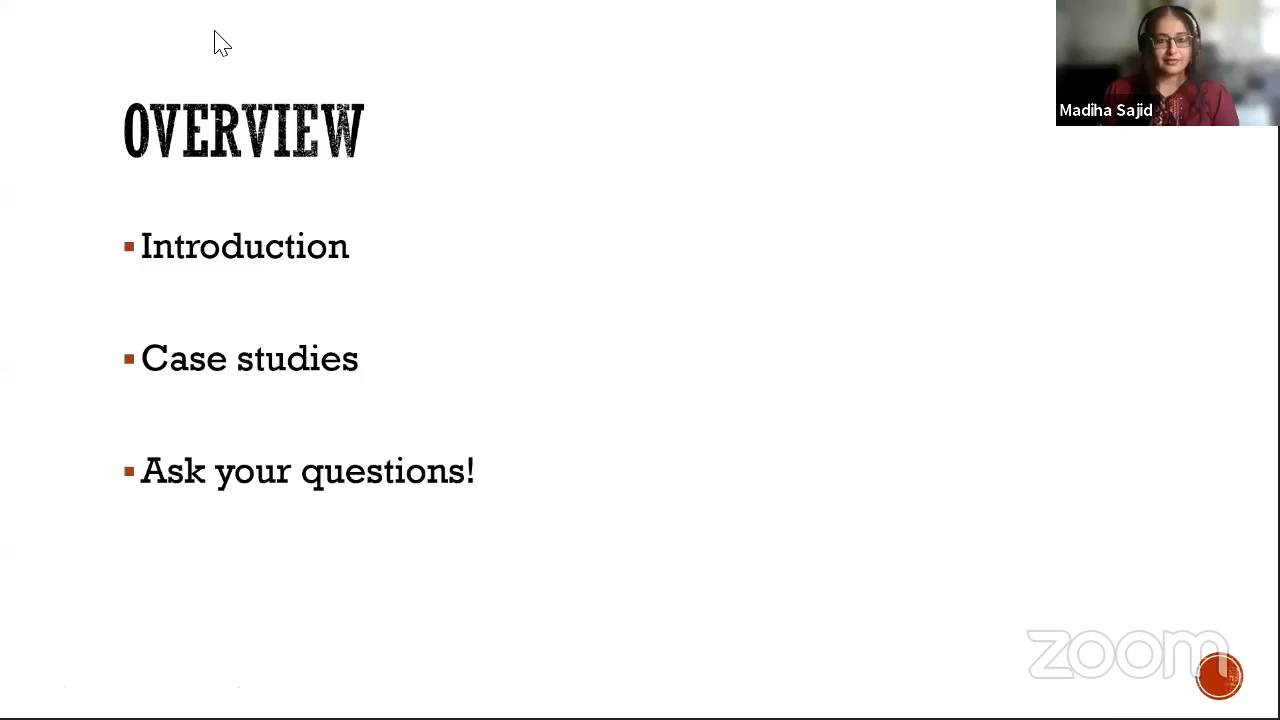 OVERVIEW
Madiha Sajid
Introduction
Case studies
Ask your questions!
zoom